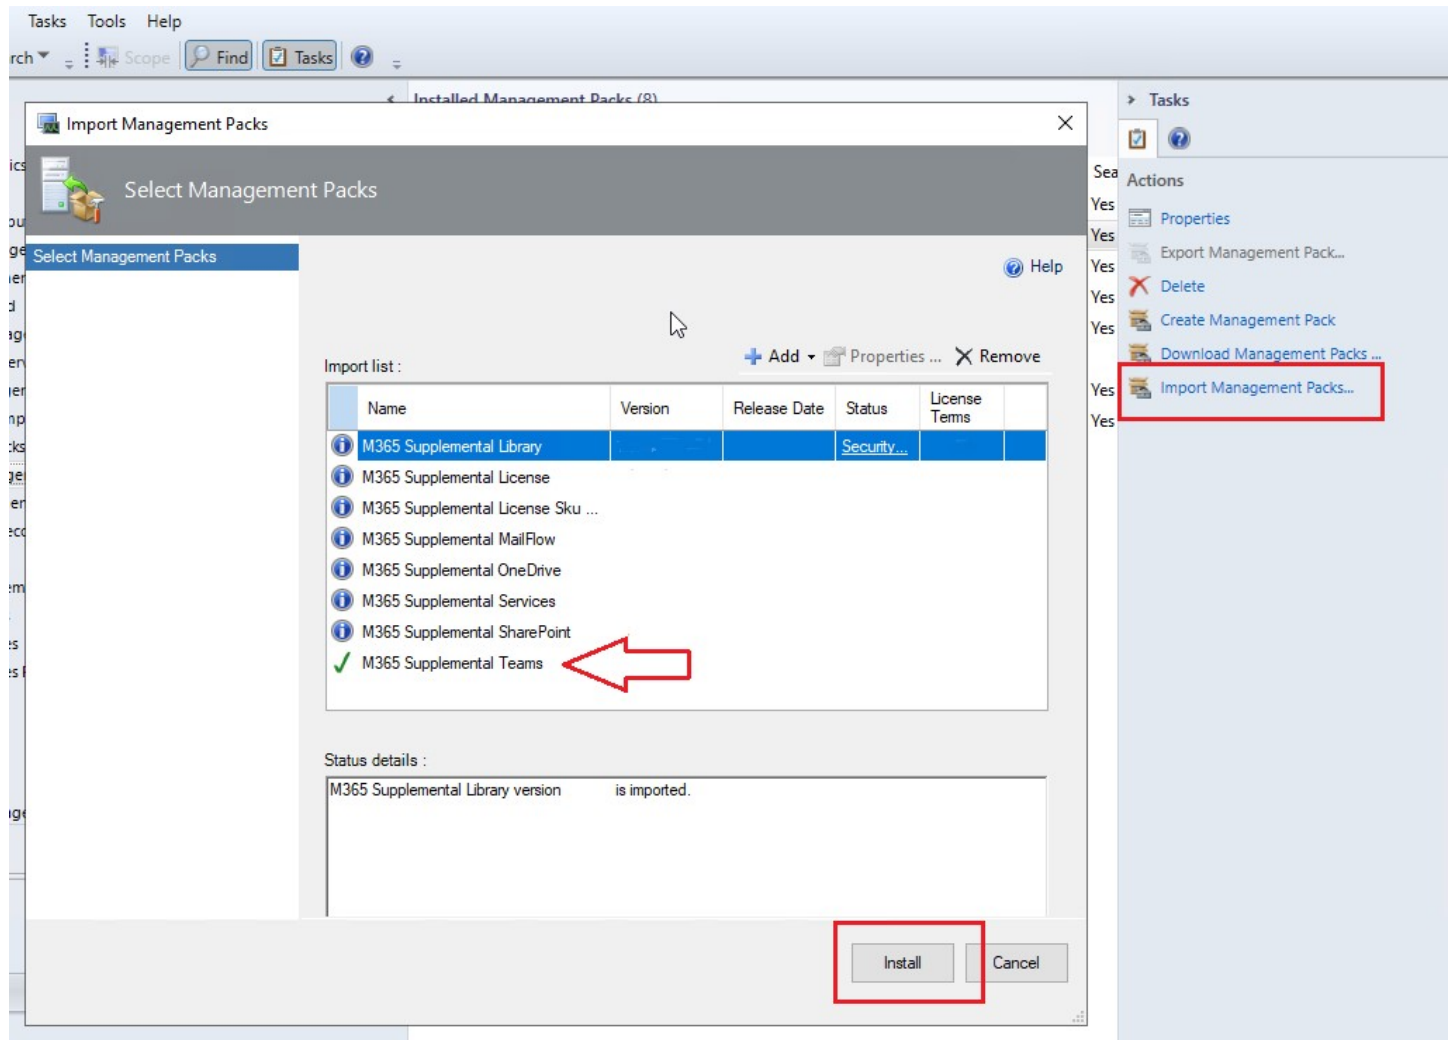 Tasks Tools Help
rch Scope Find Tasks
Installed Management Packs (8)
Tasks
Import Management Packs
Select Management Packs
Select Management Packs
Help
Import list :
Add Properties ... Remove
Name Version Release Date Status License Terms
M365 Supplemental Library Security...
M365 Supplemental License
M365 Supplemental License Sku ...
M365 Supplemental MailFlow
M365 Supplemental OneDrive
M365 Supplemental Services
M365 Supplemental SharePoint
M365 Supplemental Teams
Status details :
M365 Supplemental Library version is imported.
Install Cancel
Sea
Yes
Yes
Yes
Yes
Yes
Yes
Yes
Actions
Properties
Export Management Pack...
Delete
Create Management Pack
Download Management Packs ...
Import Management Packs...